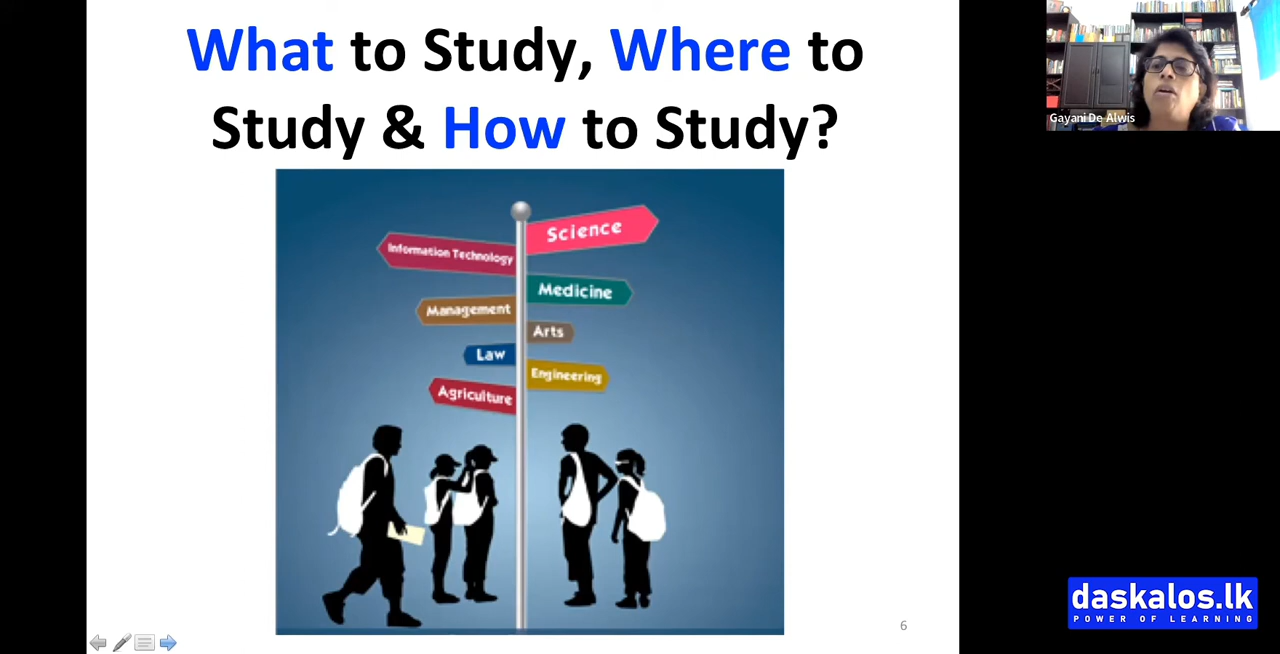 What to Study, Where to
Study & How to Study?
Science
Information Technology
Medicine
Management
Arts
Law
Engineering
Agriculture
6
Gayani De Alwis
daskalos.lk
POWER OF LEARNING